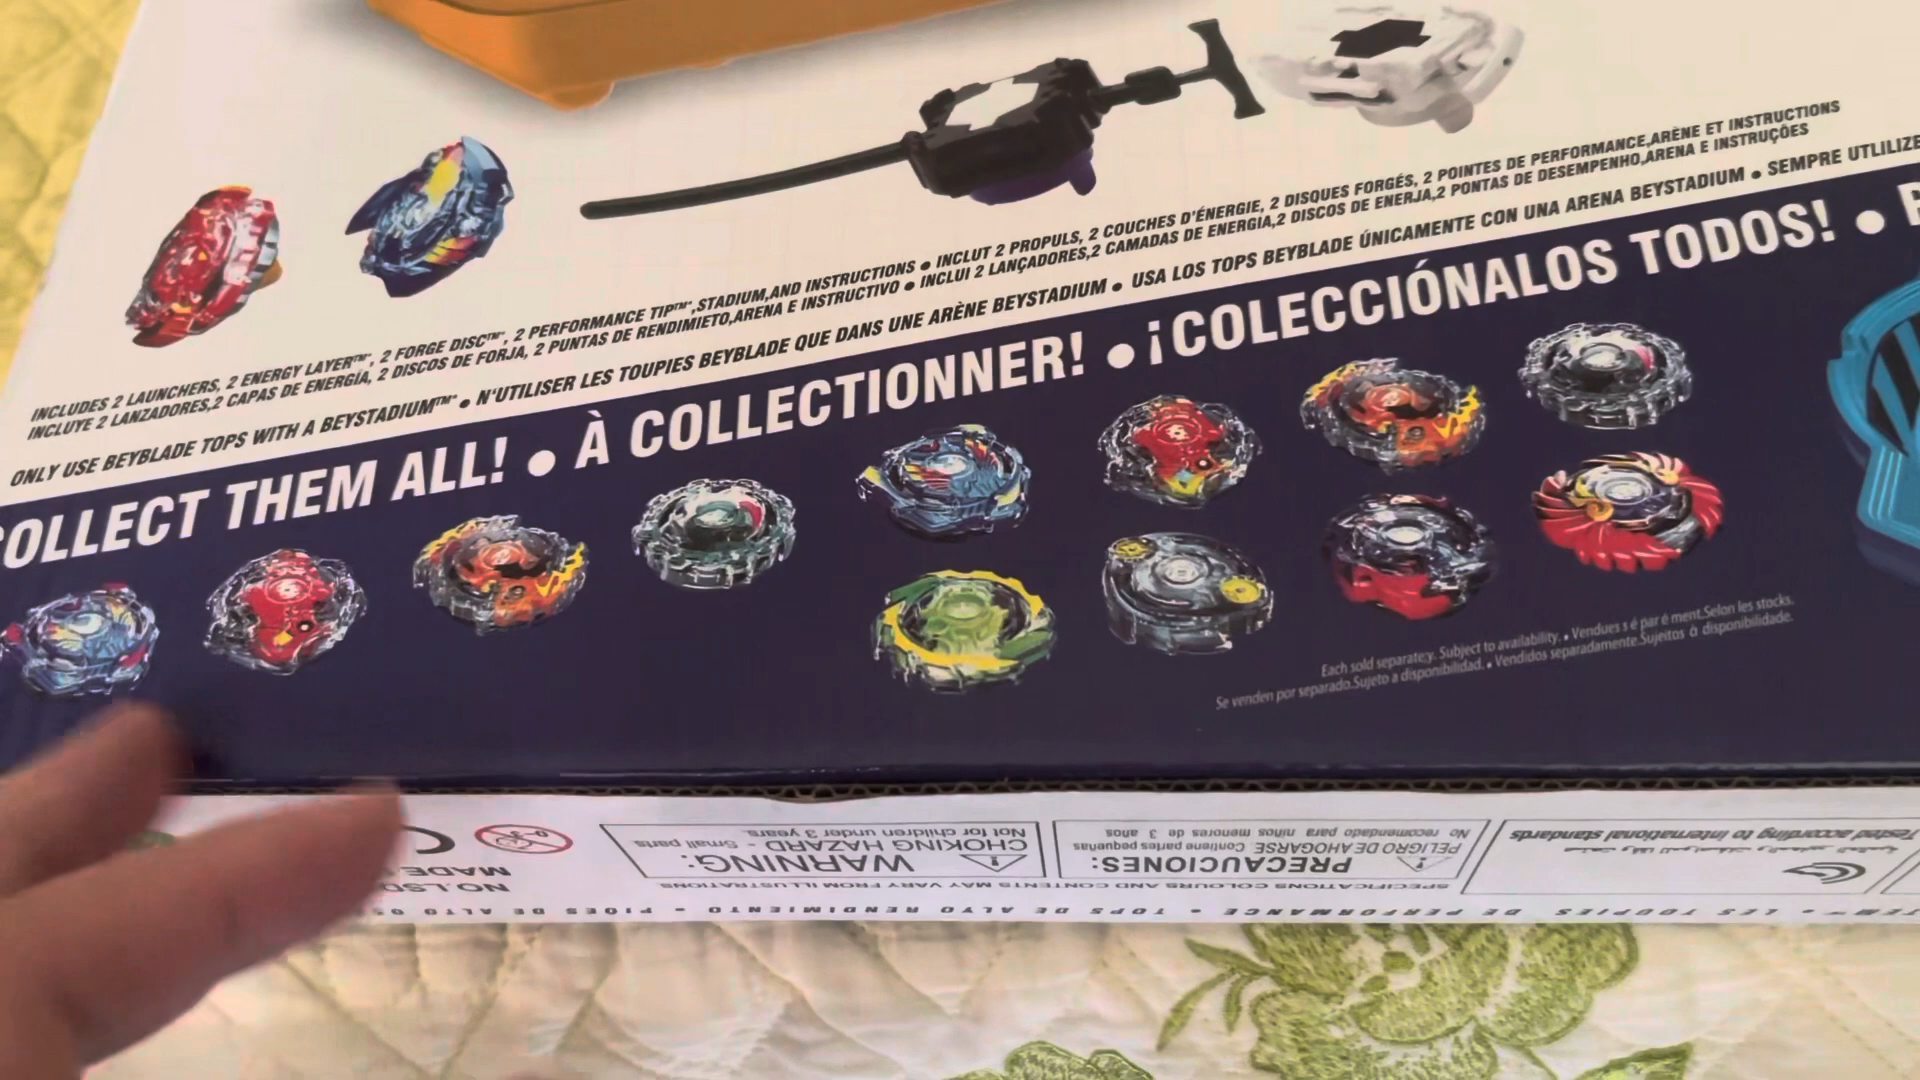 INCLUDES 2 LAUNCHERS, 2 ENERGY LAYER™, 2 FORGE DISC™, 2 PERFORMANCE TIP™,STADIUM,AND INSTRUCTIONS • INCLUT 2 PROPULS, 2 COUCHES D'ÉNERGIE, 2 DISQUES FORGÉS, 2 POINTES DE PERFORMANCE,ARÈNE ET INSTRUCTIONS
INCLUYE 2 LANZADORES,2 CAPAS DE ENERGÍA, 2 DISCOS DE FORJA, 2 PUNTAS DE RENDIMIETO,ARENA E INSTRUCTIVO • INCLUI 2 LANÇADORES,2 CAMADAS DE ENERGIA,2 DISCOS DE ENERJA,2 PONTAS DE DESEMPENHO,ARENA E INSTRUÇÕES
ONLY USE BEYBLADE TOPS WITH A BEYSTADIUM™ • N'UTILISER LES TOUPIES BEYBLADE QUE DANS UNE ARÈNE BEYSTADIUM • USA LOS TOPS BEYBLADE ÚNICAMENTE CON UNA ARENA BEYSTADIUM • SEMPRE UTLILIZE
OLLECT THEM ALL! • À COLLECTIONNER! • ¡COLECCIÓNALOS TODOS! •
Each sold separatery. Subject to availability. • Vendues s é par é ment.Selon les stocks.
Se venden por separado.Sujeto a disponibilidad. • Vendidos separadamente.Sujeitos à disponibilidade.
TEM™ • LES TOUPIES DE PERFORMANCE • TOPS DE ALTO RENDIMIENTO • PIOES DE ALTO
SPECIFICATIONS COLOURS AND CONTENTS MAY VARY FROM ILLUSTRATIONS
NO LSD
MADE
WARNING:
CHOKING HAZARD - Small parts
Not for children under 3 years.
PRECAUCIONES:
PELIGRO DE AHOGARSE. Contiene partes pequeñas
No recomendado para niños menores de 3 años
Tested according to international standards